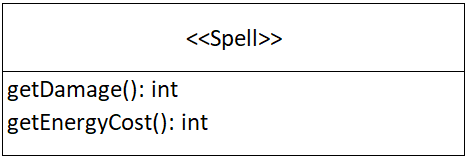 <<Spell>>
getDamage(): int
getEnergyCost(): int